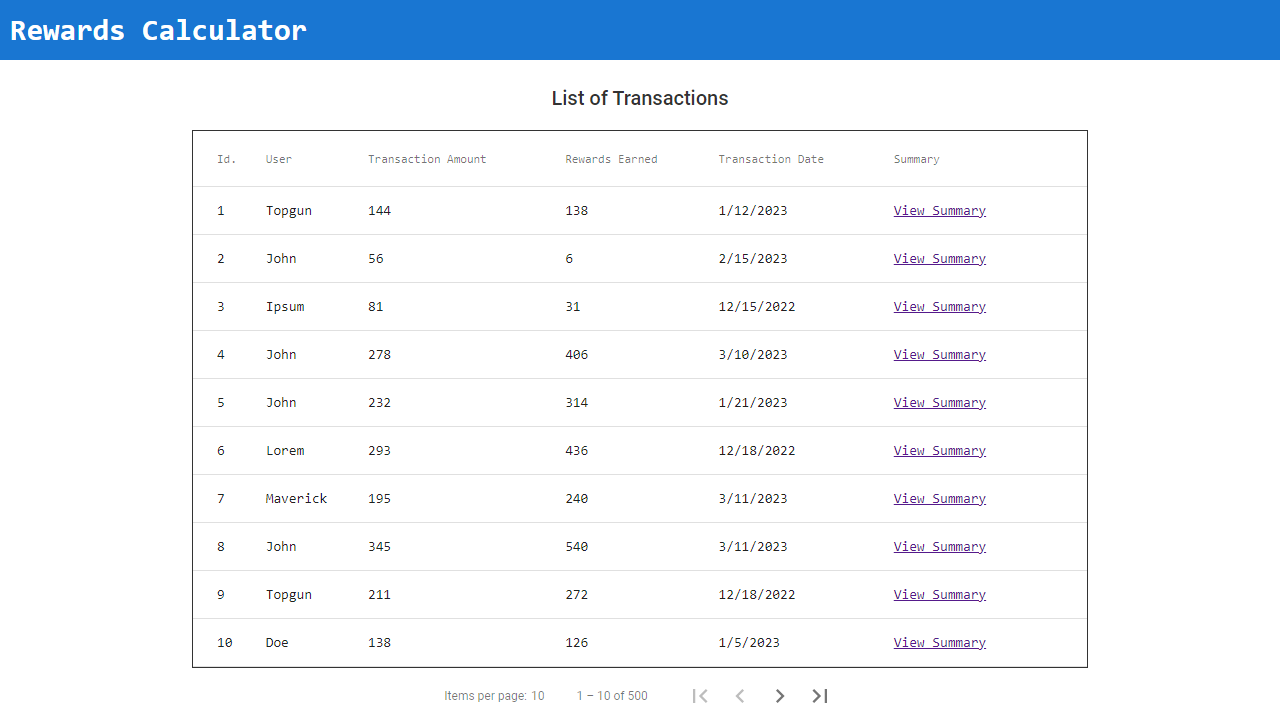 Rewards Calculator
List of Transactions
Id. User Transaction Amount Rewards Earned Transaction Date Summary
1 Topgun 144 138 1/12/2023 View Summary
2 John 56 6 2/15/2023 View Summary
3 Ipsum 81 31 12/15/2022 View Summary
4 John 278 406 3/10/2023 View Summary
5 John 232 314 1/21/2023 View Summary
6 Lorem 293 436 12/18/2022 View Summary
7 Maverick 195 240 3/11/2023 View Summary
8 John 345 540 3/11/2023 View Summary
9 Topgun 211 272 12/18/2022 View Summary
10 Doe 138 126 1/5/2023 View Summary
Items per page: 10 1 – 10 of 500